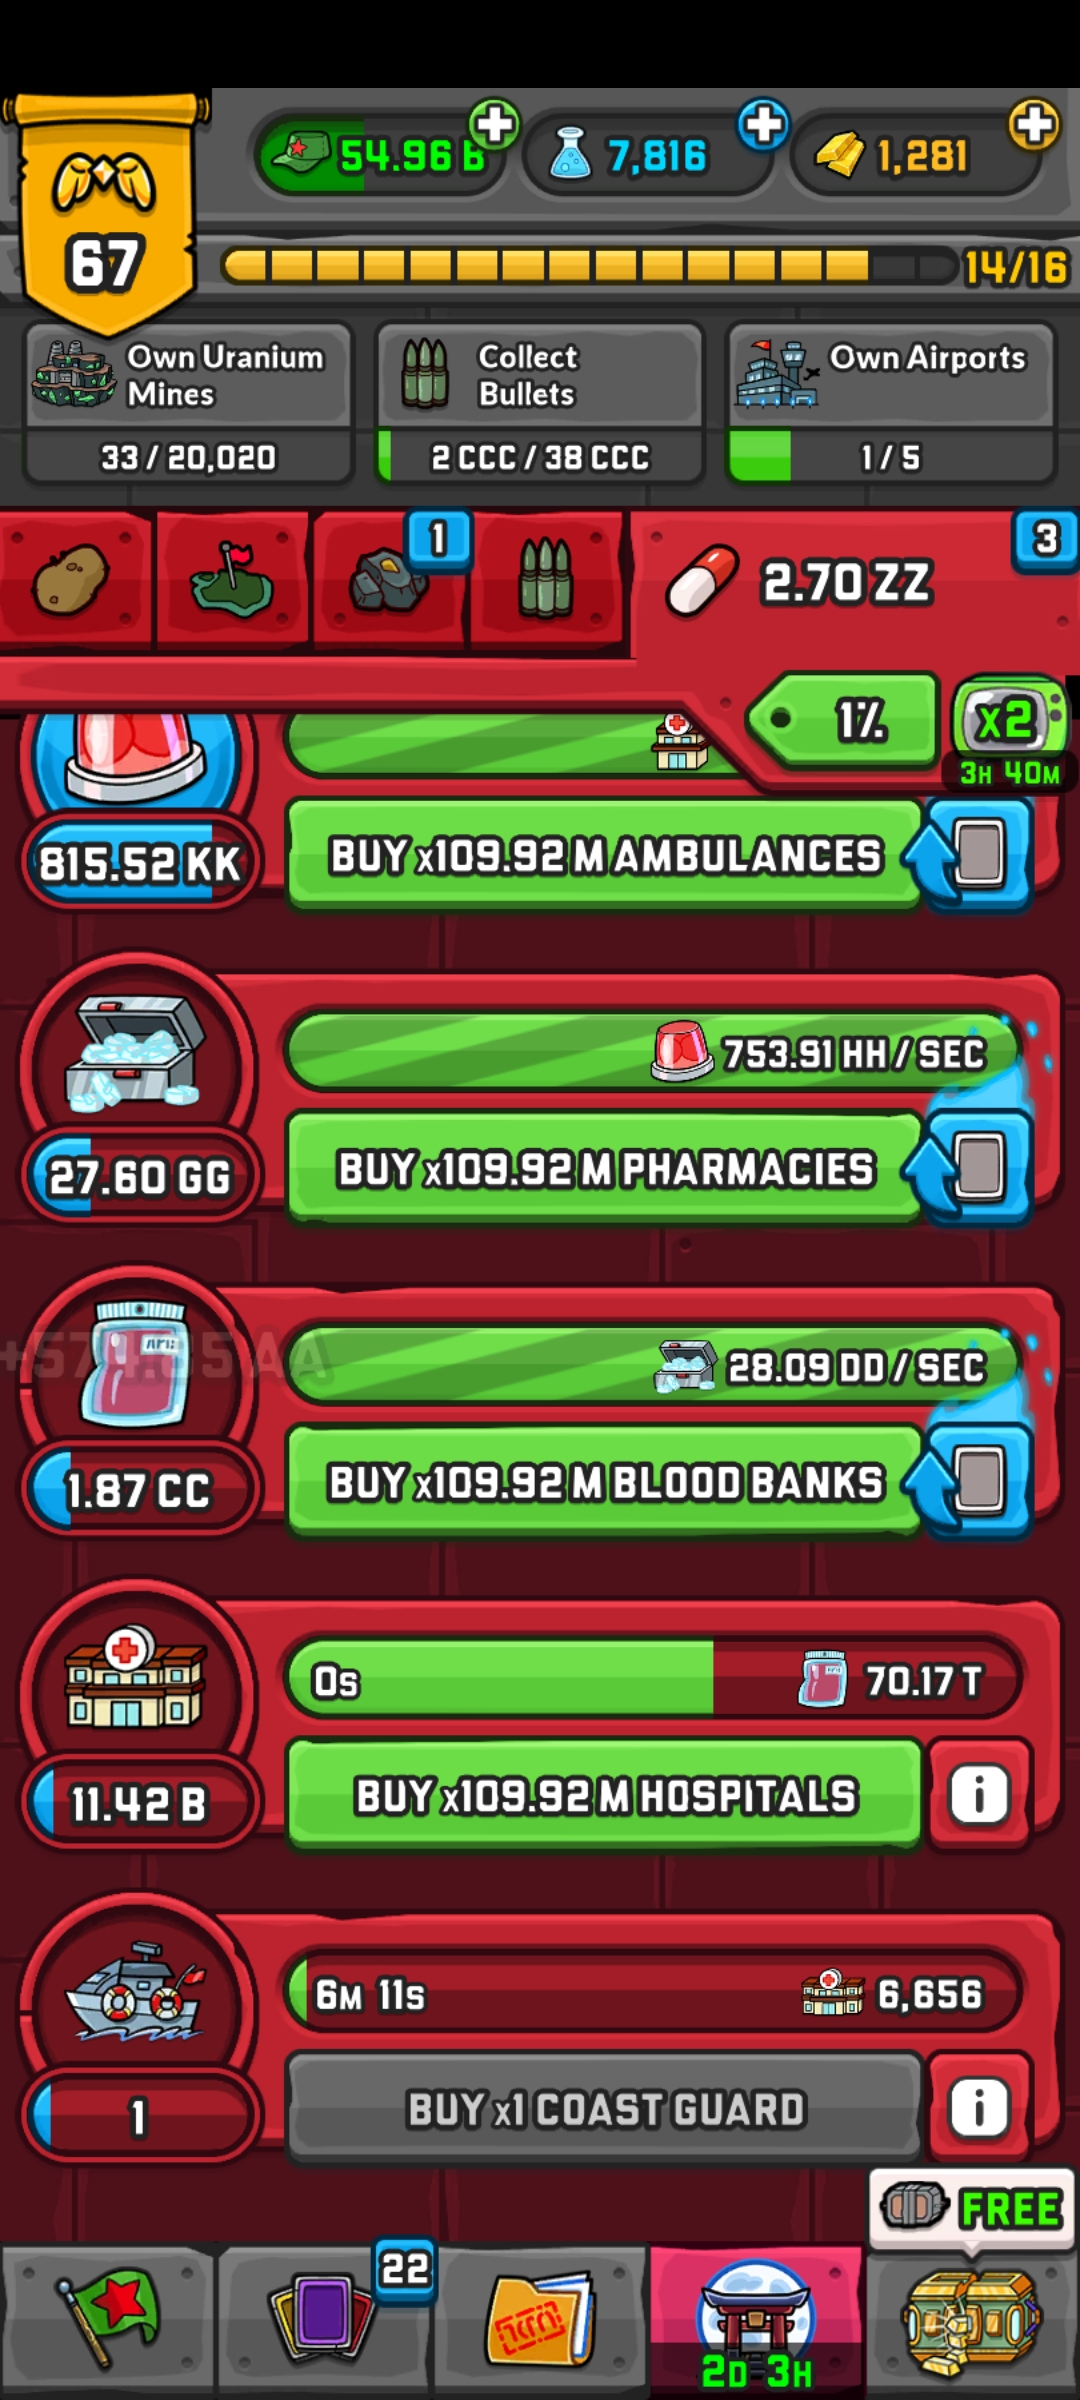 54.96 B
7,816
1,281
67
14/16
Own Uranium
Mines
33 / 20,020
Collect
Bullets
2 CCC / 38 CCC
Own Airports
1 / 5
1
3
2.70 ZZ
1%
x2
3H 40M
815.52 KK
BUY x109.92 M AMBULANCES
753.91 HH / SEC
27.60 GG
BUY x109.92 M PHARMACIES
28.09 DD / SEC
1.87 CC
BUY x109.92 M BLOOD BANKS
0s
70.17 T
11.42 B
BUY x109.92 M HOSPITALS
i
6M 11s
6,656
1
BUY x1 COAST GUARD
i
FREE
22
2D 3H